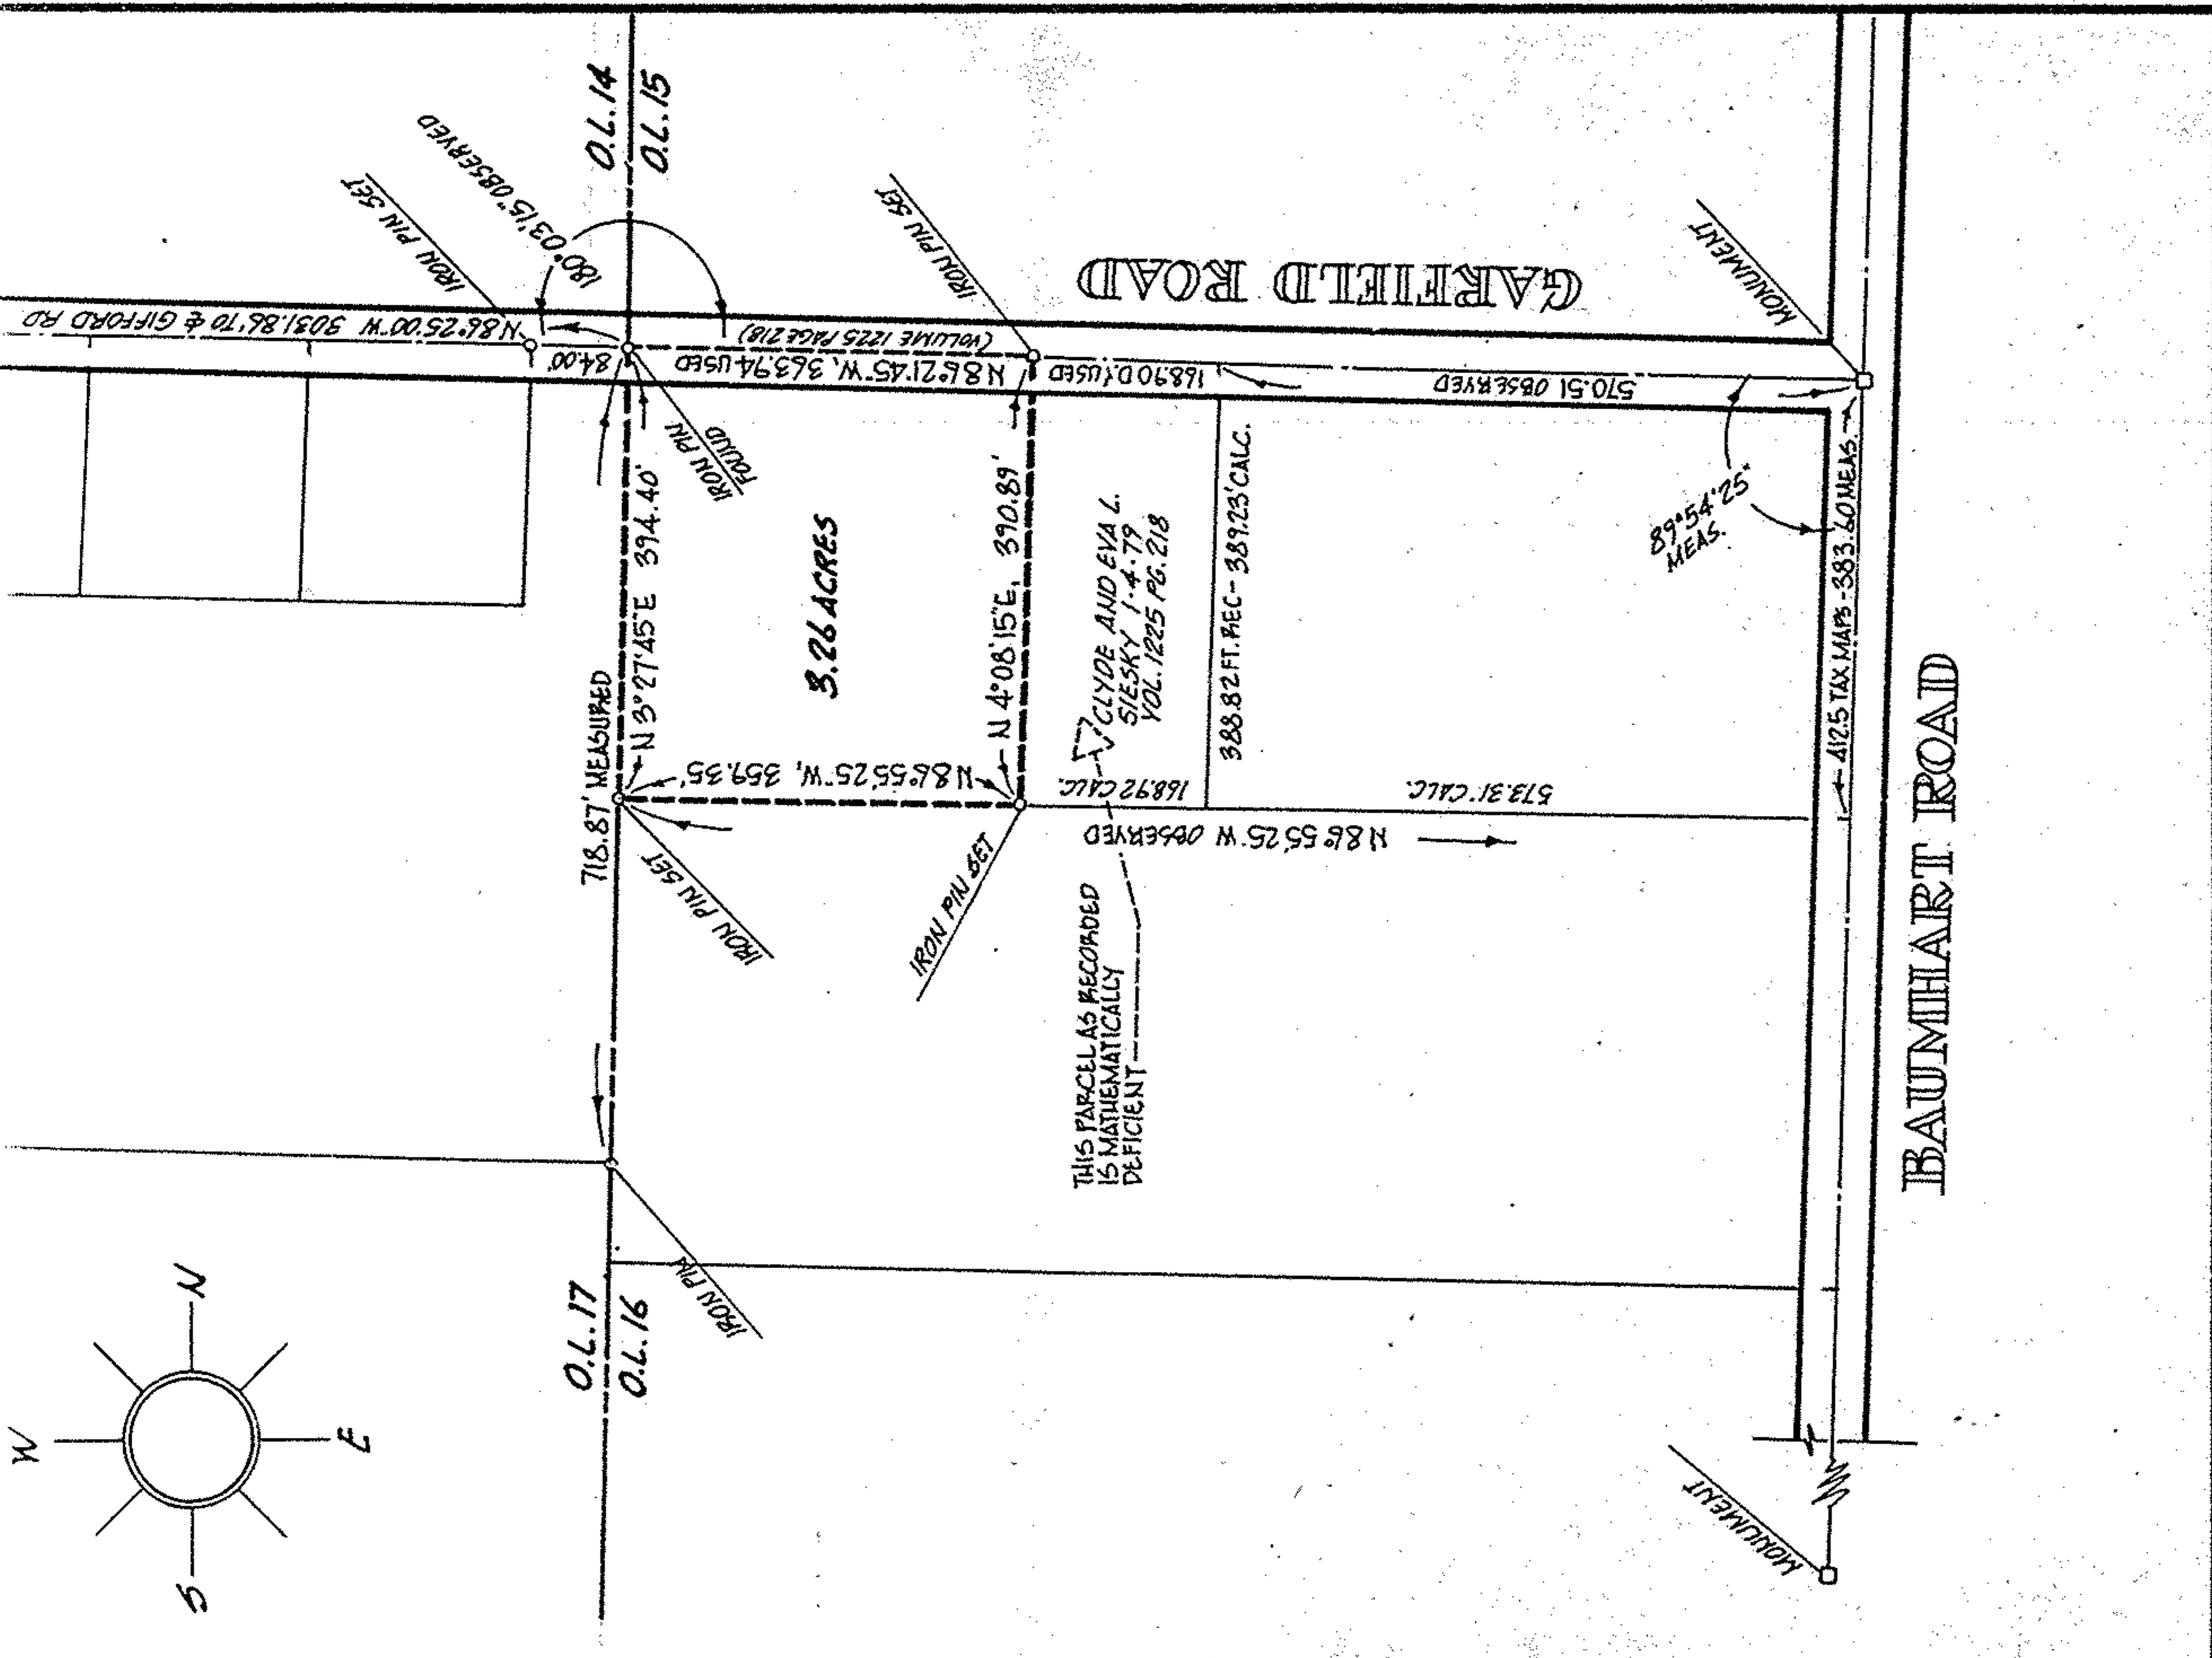 O.L. 14
O.L. 15
180° 03' 15" OBSERVED
IRON PIN SET
IRON PIN SET
GARFIELD ROAD
MONUMENT
N 86° 25' 00" W 3031.86' TO ℄ GIFFORD RD
84.00'
(VOLUME 1225 PAGE 218)
N 86° 21' 45" W, 363.94 USED
168.90 D. & USED
570.51 OBSERVED
IRON PIN
FOUND
N 3° 27' 45" E 394.40'
718.87' MEASURED
3.26 ACRES
N 4° 08' 15" E, 390.89'
CLYDE AND EVA L.
SIESKY 1-4-79
VOL. 1225 PG. 218
388.82 FT. REC - 389.23' CALC.
89° 54' 25"
MEAS.
412.5 TAX MAPS - 383.60 MEAS.
N 86° 55' 25" W, 359.35'
168.92 CALC.
573.31' CALC.
N 86° 55' 25" W OBSERVED
IRON PIN SET
IRON PIN SET
THIS PARCEL AS RECORDED
IS MATHEMATICALLY
DEFICIENT
BAUMHART ROAD
IRON PIN
O.L. 17
O.L. 16
N
W
E
S
MONUMENT